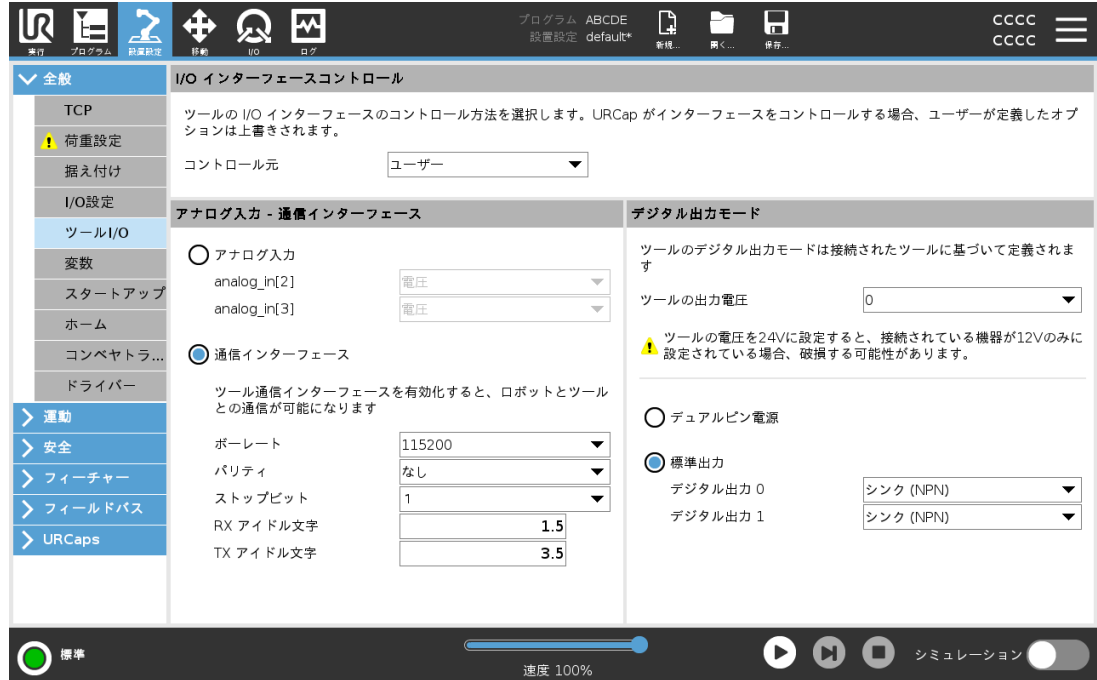 UR
実行
プログラム
設置設定
移動
I/O
ログ
プログラム ABCDE
設置設定 default*
新規...
開く...
保存...
CCCC
CCCC
全般
TCP
荷重設定
据え付け
I/O設定
ツールI/O
変数
スタートアップ
ホーム
コンベヤトラ...
ドライバー
運動
安全
フィーチャー
フィールドバス
URCaps
I/O インターフェースコントロール
ツールの I/O インターフェースのコントロール方法を選択します。URCap がインターフェースをコントロールする場合、ユーザーが定義したオプ
ションは上書きされます。
コントロール元 ユーザー
アナログ入力 - 通信インターフェース
アナログ入力
analog_in[2] 電圧
analog_in[3] 電圧
通信インターフェース
ツール通信インターフェースを有効化すると、ロボットとツール
との通信が可能になります
ボーレート 115200
パリティ なし
ストップビット 1
RX アイドル文字 1.5
TX アイドル文字 3.5
デジタル出力モード
ツールのデジタル出力モードは接続されたツールに基づいて定義されま
す
ツールの出力電圧 0
ツールの電圧を24Vに設定すると、接続されている機器が12Vのみに
設定されている場合、破損する可能性があります。
デュアルピン電源
標準出力
デジタル出力 0 シンク (NPN)
デジタル出力 1 シンク (NPN)
標準
速度 100%
シミュレーション